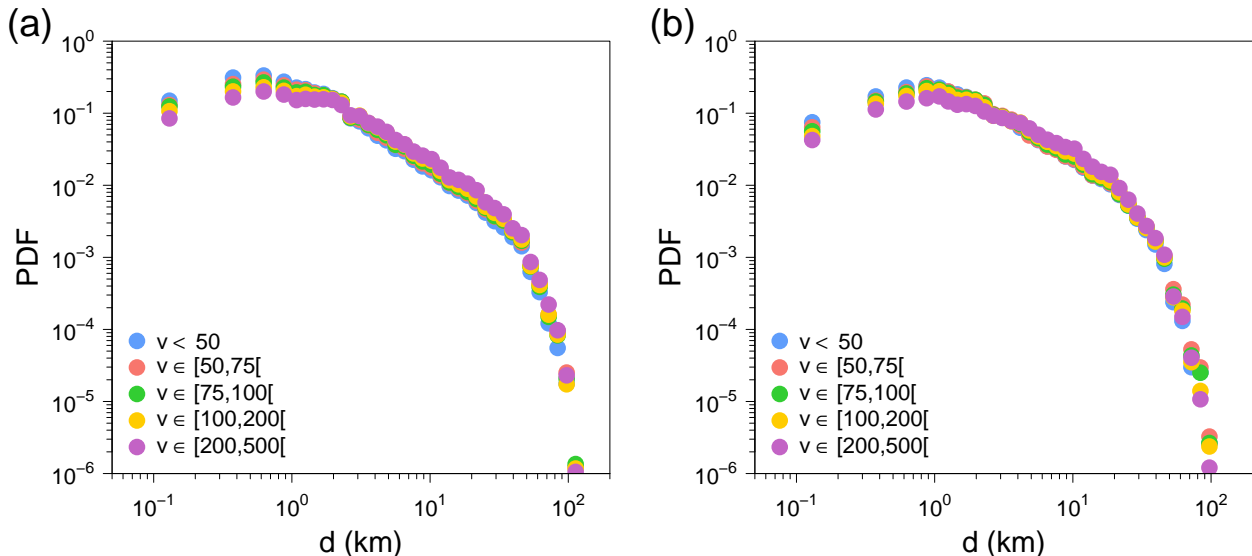 (a)
10⁰
10⁻¹
10⁻²
10⁻³
10⁻⁴
10⁻⁵
10⁻⁶
PDF
v < 50
v ∈ [50,75[
v ∈ [75,100[
v ∈ [100,200[
v ∈ [200,500[
10⁻¹ 10⁰ 10¹ 10²
d (km)
(b)
10⁰
10⁻¹
10⁻²
10⁻³
10⁻⁴
10⁻⁵
10⁻⁶
PDF
v < 50
v ∈ [50,75[
v ∈ [75,100[
v ∈ [100,200[
v ∈ [200,500[
10⁻¹ 10⁰ 10¹ 10²
d (km)